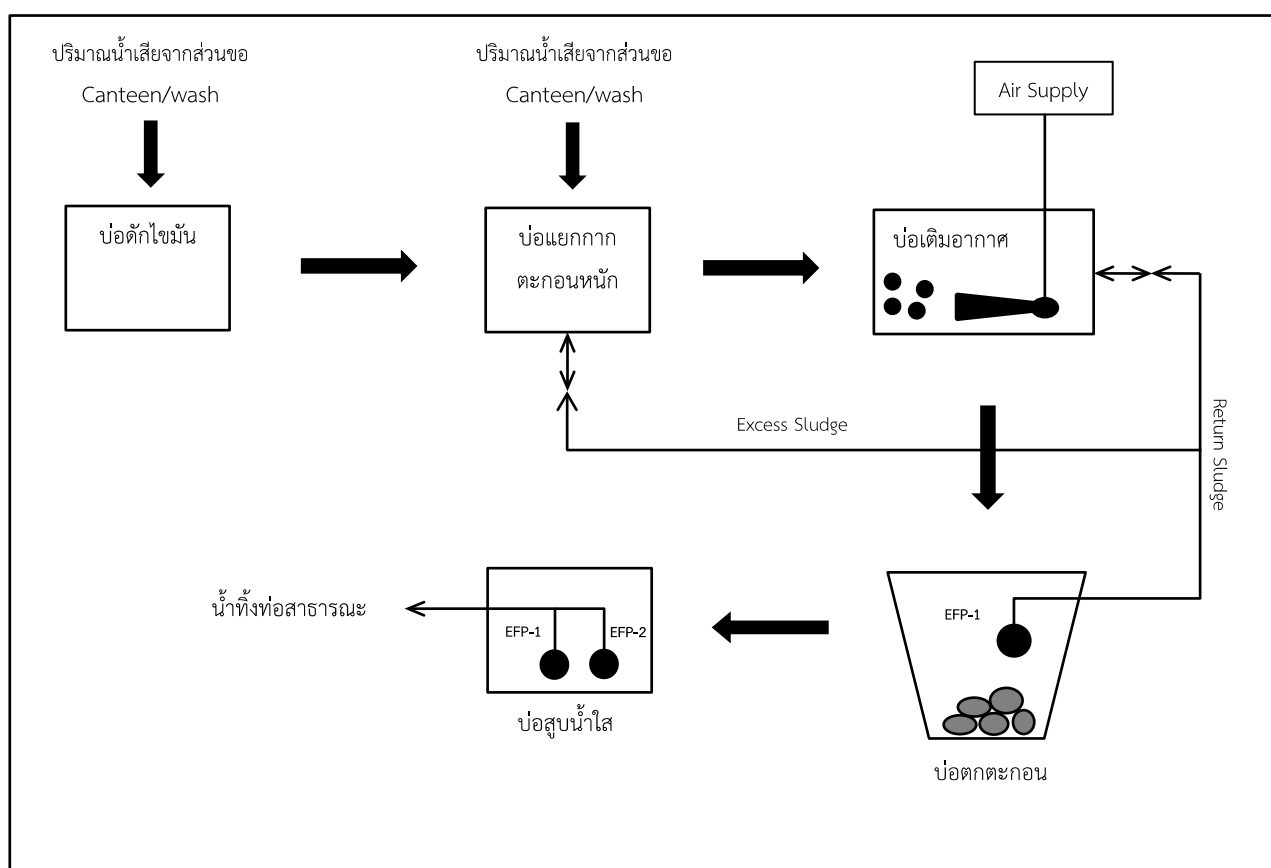 ปริมาณน้ำเสียจากส่วนขอ
Canteen/wash
ปริมาณน้ำเสียจากส่วนขอ
Canteen/wash
Air Supply
บ่อดักไขมัน
บ่อแยกกาก
ตะกอนหนัก
บ่อเติมอากาศ
Excess Sludge
Return Sludge
น้ำทิ้งท่อสาธารณะ
EFP-1
EFP-2
บ่อสูบน้ำใส
EFP-1
บ่อตกตะกอน